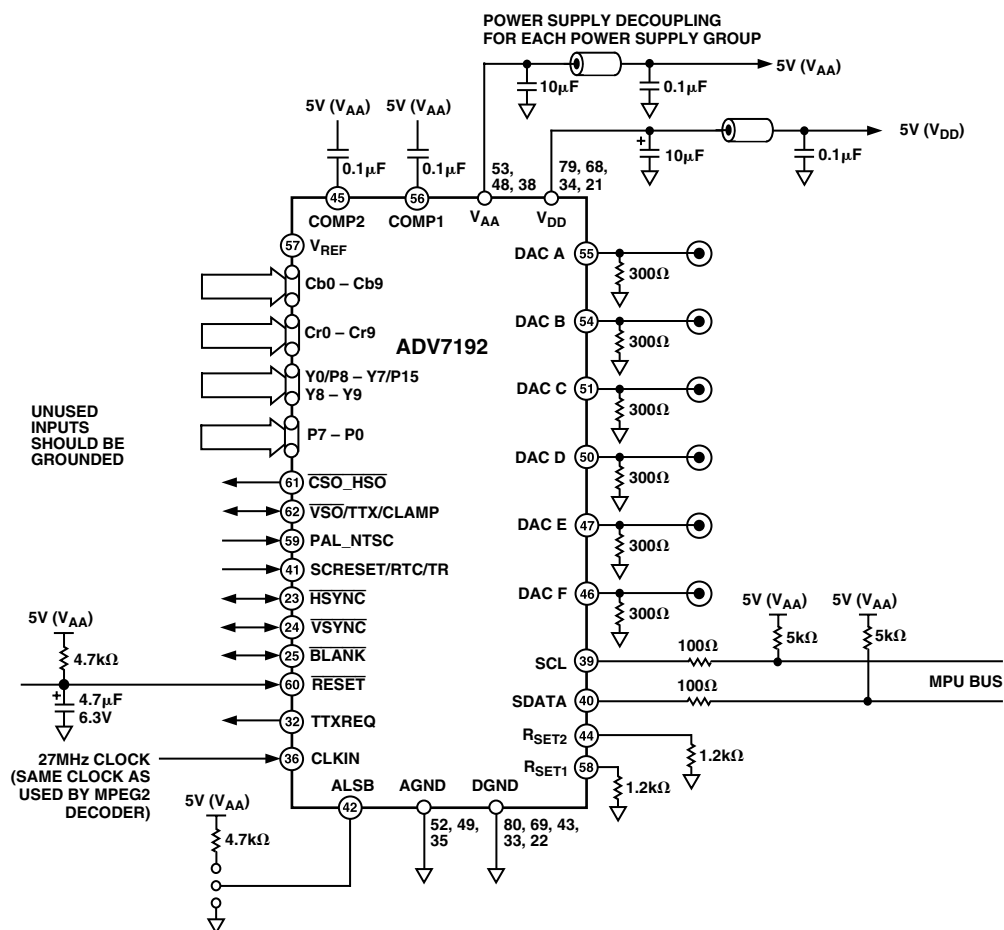 POWER SUPPLY DECOUPLING
FOR EACH POWER SUPPLY GROUP
5V (VAA)
10µF
0.1µF
5V (VAA)
5V (VAA)
5V (VDD)
10µF
0.1µF
0.1µF
0.1µF
53,
48, 38
79, 68,
34, 21
45
56
COMP2
COMP1
VAA
VDD
57
VREF
DAC A
55
300Ω
Cb0 – Cb9
DAC B
54
300Ω
Cr0 – Cr9
ADV7192
Y0/P8 – Y7/P15
Y8 – Y9
DAC C
51
300Ω
UNUSED
INPUTS
SHOULD BE
GROUNDED
P7 – P0
DAC D
50
300Ω
61
CSO_HSO
62
VSO/TTX/CLAMP
DAC E
47
300Ω
59
PAL_NTSC
41
SCRESET/RTC/TR
DAC F
46
300Ω
23
HSYNC
24
VSYNC
5V (VAA)
5V (VAA)
5V (VAA)
4.7kΩ
5kΩ
5kΩ
25
BLANK
SCL
39
100Ω
60
RESET
MPU BUS
4.7µF
6.3V
SDATA
40
100Ω
32
TTXREQ
RSET2
44
1.2kΩ
27MHz CLOCK
(SAME CLOCK AS
USED BY MPEG2
DECODER)
36
CLKIN
RSET1
58
1.2kΩ
ALSB
AGND
DGND
42
5V (VAA)
4.7kΩ
52, 49,
35
80, 69, 43,
33, 22